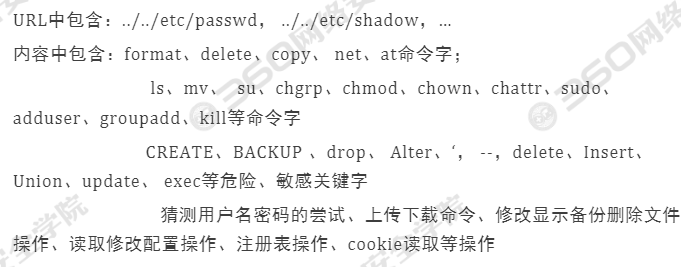 URL中包含：../../etc/passwd， ../../etc/shadow，...
内容中包含：format、delete、copy、 net、at命令字；
ls、mv、 su、chgrp、chmod、chown、chattr、sudo、
adduser、groupadd、kill等命令字
CREATE、BACKUP 、drop、 Alter、‘， --，delete、Insert、
Union、update、 exec等危险、敏感关键字
猜测用户名密码的尝试、上传下载命令、修改显示备份删除文件
操作、读取修改配置操作、注册表操作、cookie读取等操作